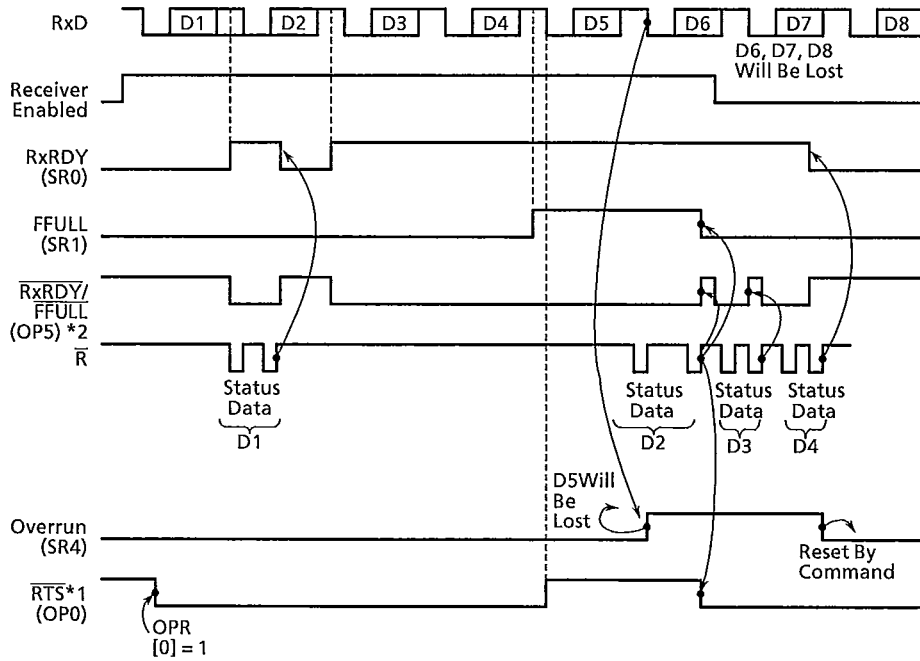 RxD
D1
D2
D3
D4
D5
D6
D7
D8
D6, D7, D8
Will Be Lost
Receiver
Enabled
RxRDY
(SR0)
FFULL
(SR1)
RxRDY/
FFULL
(OP5) *2
R
Status
Data
D1
Status
Data
D2
Status
Data
D3
Status
Data
D4
D5Will
Be
Lost
Overrun
(SR4)
Reset By
Command
RTS*1
(OP0)
OPR
[0] = 1